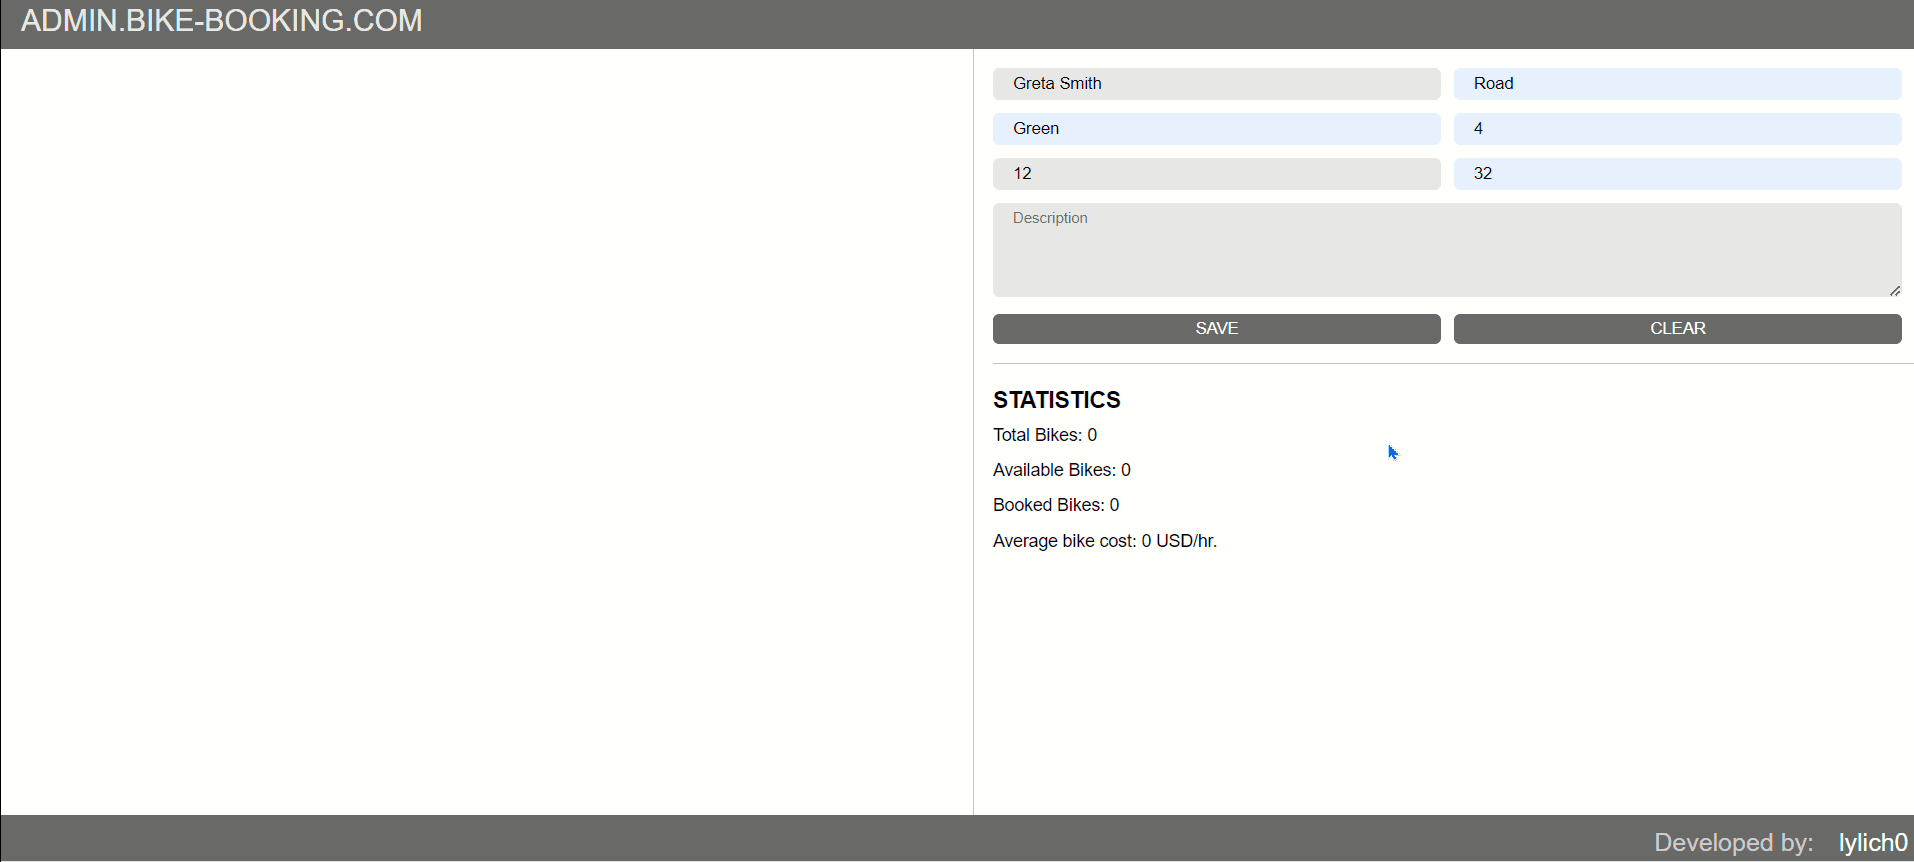 ADMIN.BIKE-BOOKING.COM
Greta Smith
Road
Green
4
12
32
Description
SAVE
CLEAR
STATISTICS
Total Bikes: 0
Available Bikes: 0
Booked Bikes: 0
Average bike cost: 0 USD/hr.
Developed by: lylich0